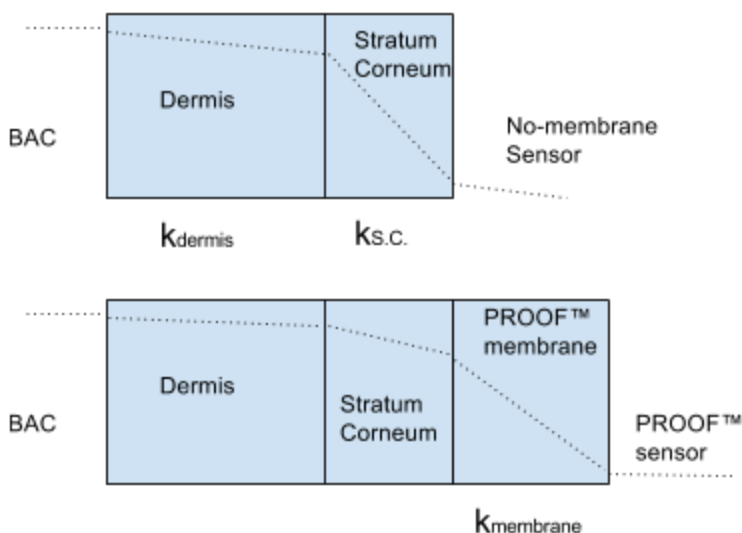 Stratum
Corneum
Dermis
BAC
No-membrane
Sensor
kdermis
kS.C.
PROOF™
membrane
Dermis
Stratum
Corneum
BAC
PROOF™
sensor
kmembrane